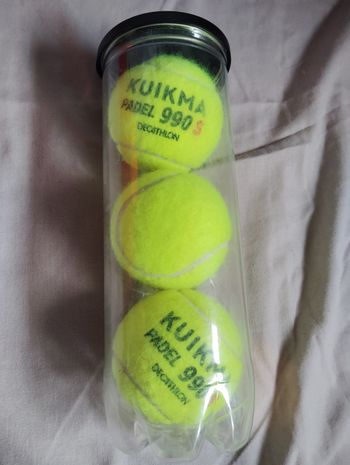 KUIKMA
PADEL 990 S
DECATHLON
KUIKMA
PADEL 990
DECATHLON